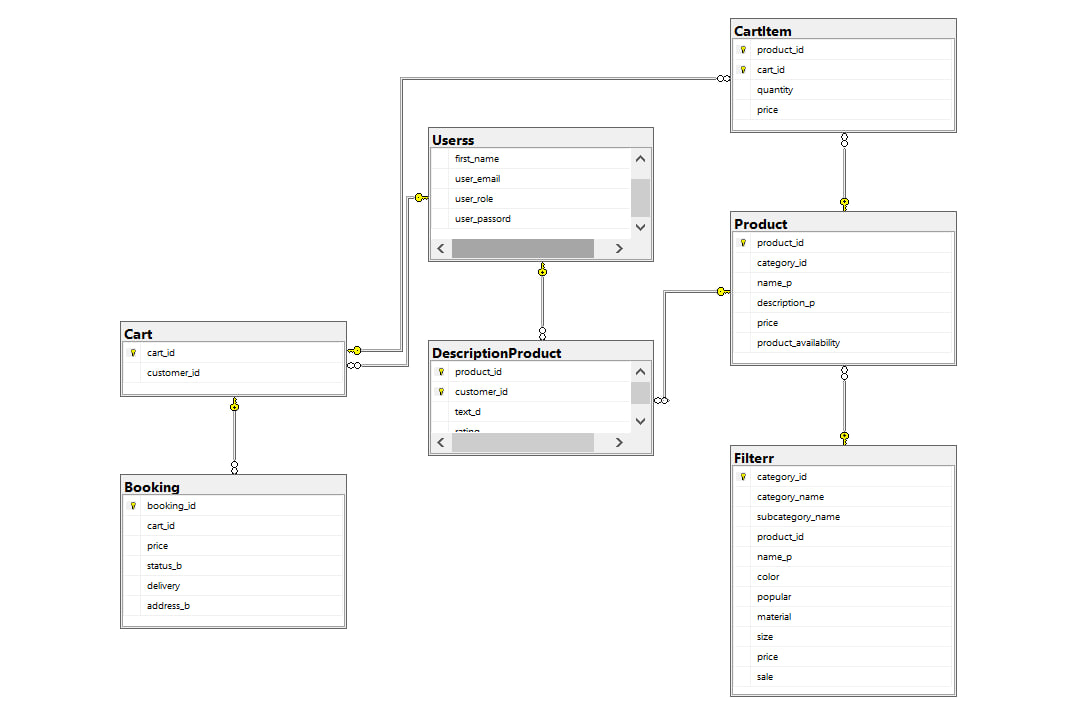 CartItem
product_id
cart_id
quantity
price
Userss
first_name
user_email
user_role
user_passord
Product
product_id
category_id
name_p
description_p
price
product_availability
Cart
cart_id
customer_id
DescriptionProduct
product_id
customer_id
text_d
rating
Booking
booking_id
cart_id
price
status_b
delivery
address_b
Filterr
category_id
category_name
subcategory_name
product_id
name_p
color
popular
material
size
price
sale